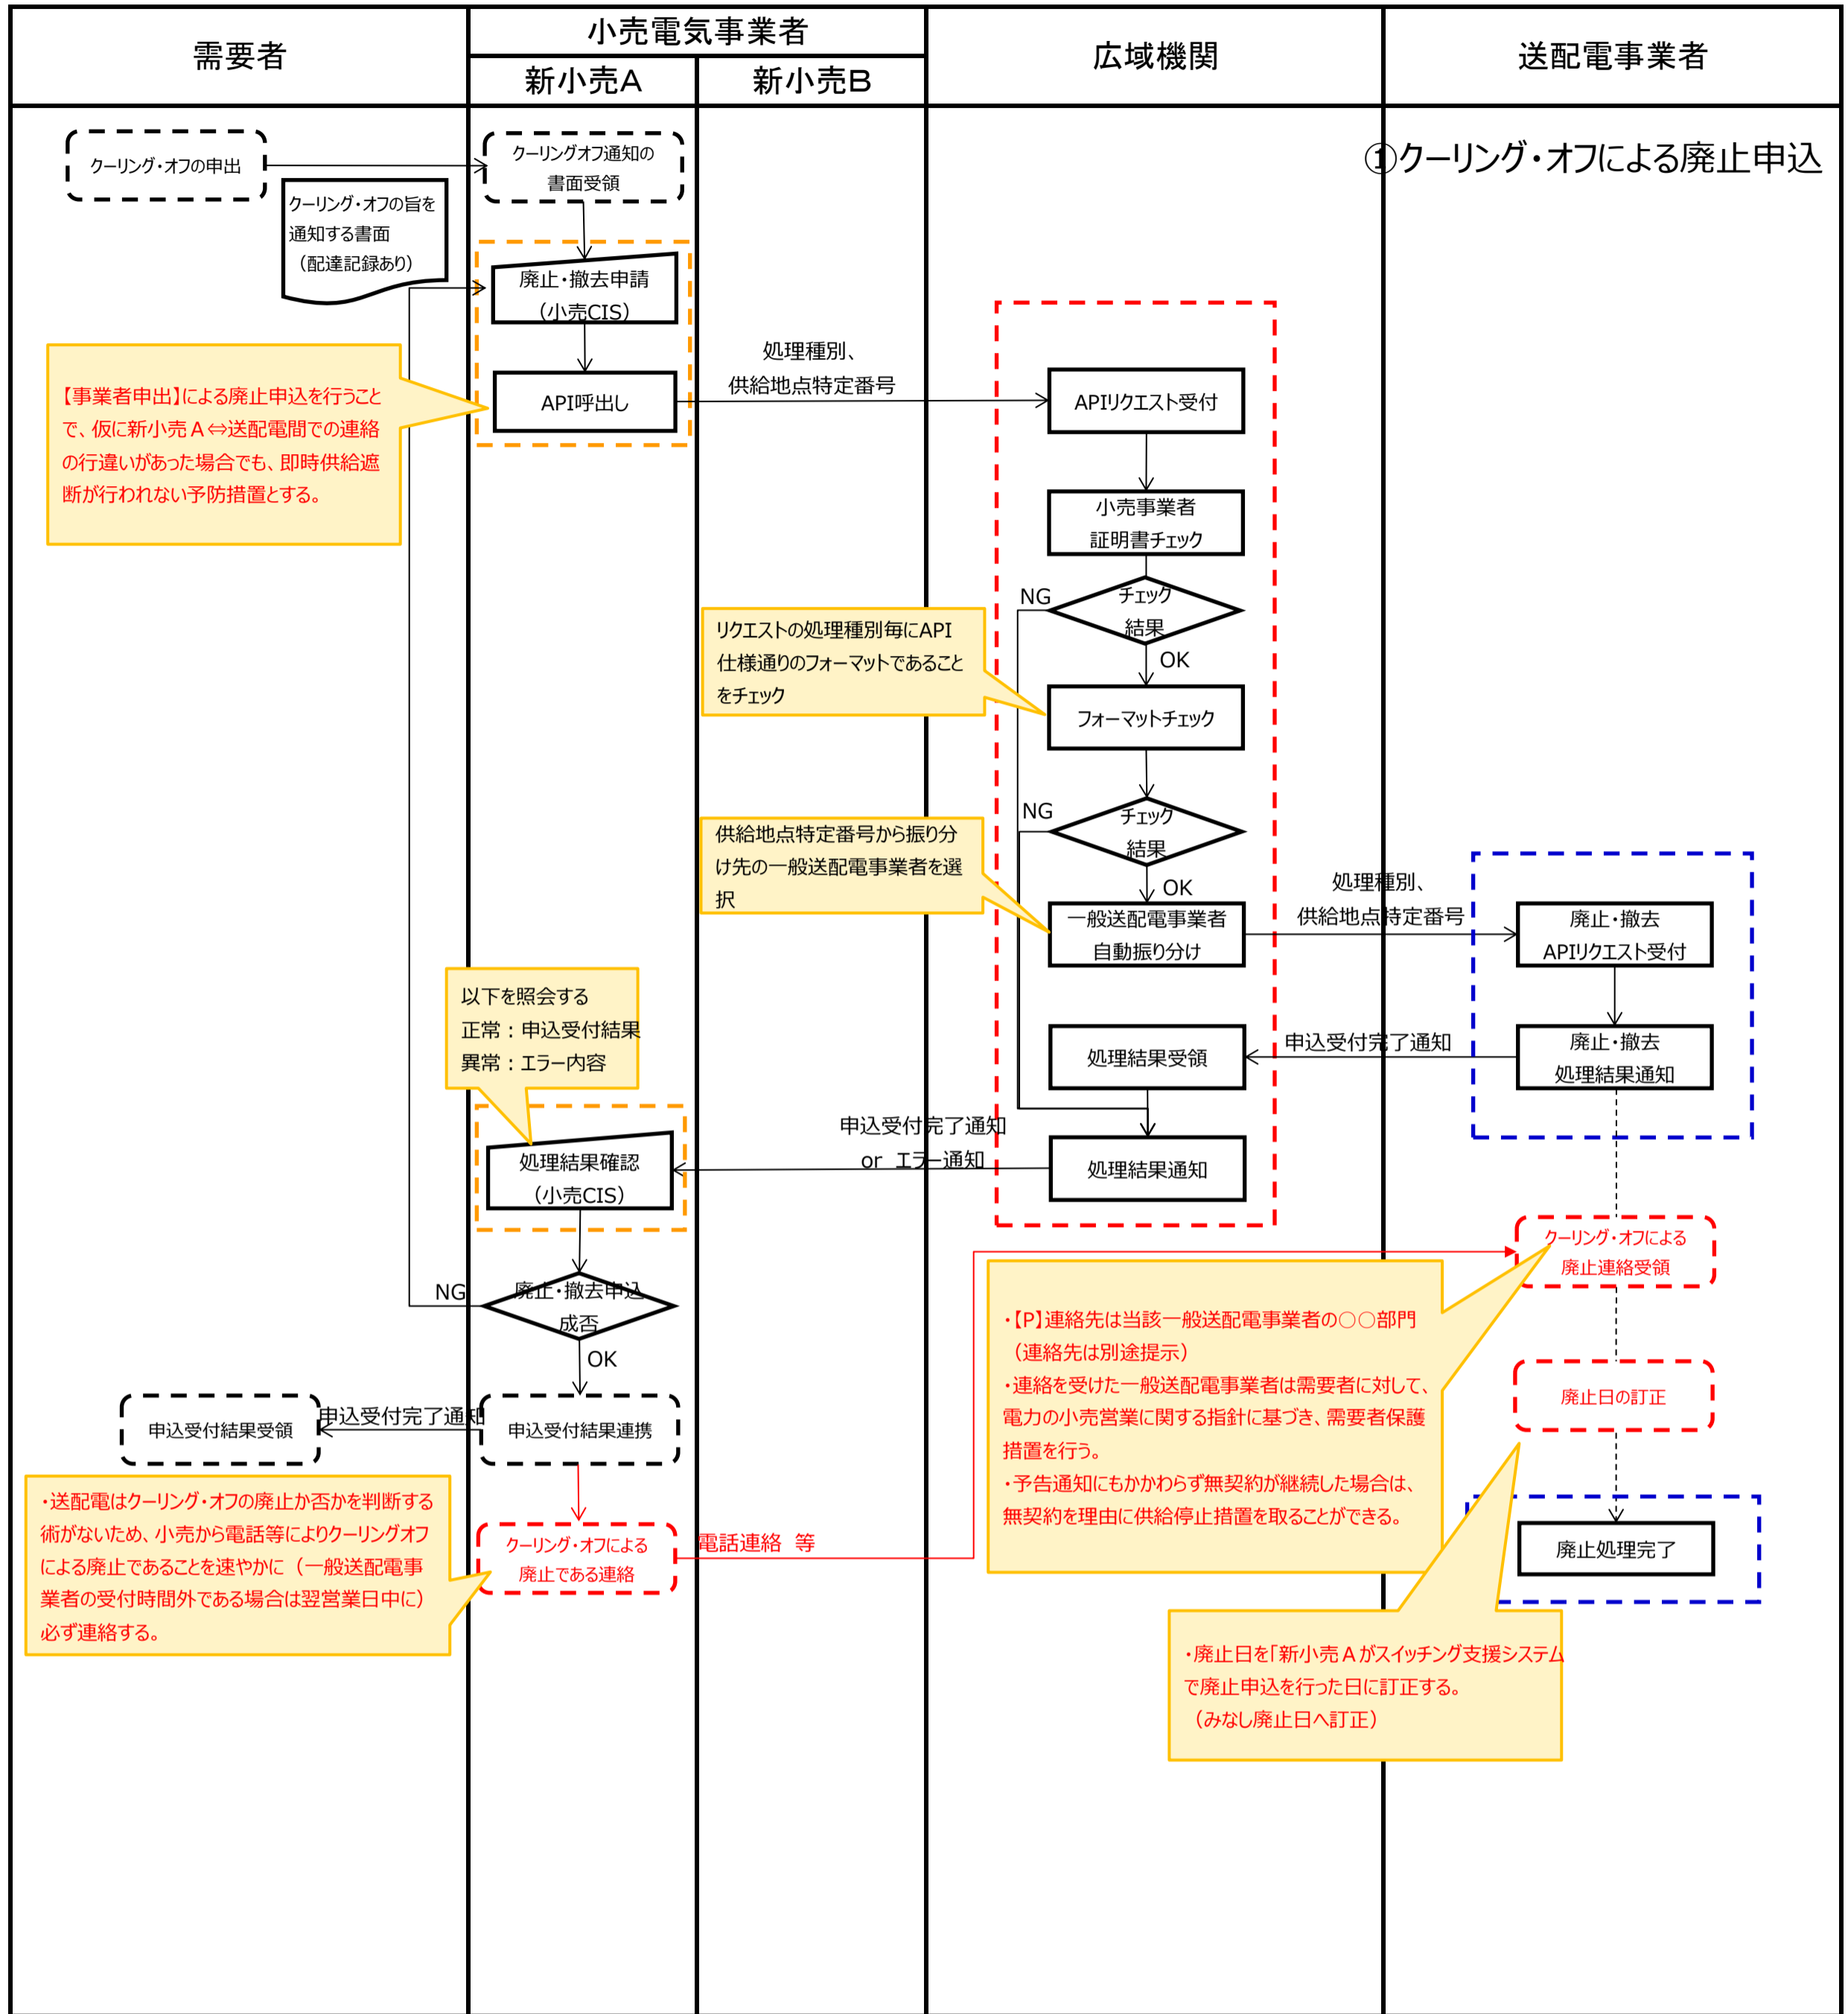 需要者
小売電気事業者
新小売A
新小売B
広域機関
送配電事業者
①クーリング・オフによる廃止申込
クーリング・オフの申出
クーリングオフ通知の
書面受領
クーリング・オフの旨を
通知する書面
（配達記録あり）
廃止・撤去申請
（小売CIS）
【事業者申出】による廃止申込を行うこと
で、仮に新小売A⇔送配電間での連絡
の行違いがあった場合でも、即時供給遮
断が行われない予防措置とする。
API呼出し
処理種別、
供給地点特定番号
APIリクエスト受付
小売事業者
証明書チェック
チェック
結果
NG
OK
リクエストの処理種別毎にAPI
仕様通りのフォーマットであること
をチェック
フォーマットチェック
チェック
結果
NG
OK
供給地点特定番号から振り分
け先の一般送配電事業者を選
択
一般送配電事業者
自動振り分け
処理種別、
供給地点特定番号
廃止・撤去
APIリクエスト受付
廃止・撤去
処理結果通知
申込受付完了通知
処理結果受領
以下を照会する
正常：申込受付結果
異常：エラー内容
処理結果通知
申込受付完了通知
or エラー通知
処理結果確認
（小売CIS）
廃止・撤去申込
成否
NG
OK
申込受付結果連携
申込受付完了通知
申込受付結果受領
・送配電はクーリング・オフの廃止か否かを判断する
術がないため、小売から電話等によりクーリングオフ
による廃止であることを速やかに（一般送配電事
業者の受付時間外である場合は翌営業日中に）
必ず連絡する。
クーリング・オフによる
廃止である連絡
電話連絡 等
クーリング・オフによる
廃止連絡受領
・【P】連絡先は当該一般送配電事業者の○○部門
（連絡先は別途提示）
・連絡を受けた一般送配電事業者は需要者に対して、
電力の小売営業に関する指針に基づき、需要者保護
措置を行う。
・予告通知にもかかわらず無契約が継続した場合は、
無契約を理由に供給停止措置を取ることができる。
廃止日の訂正
廃止処理完了
・廃止日を「新小売Aがスイッチング支援システム
で廃止申込を行った日に訂正する。
（みなし廃止日へ訂正）